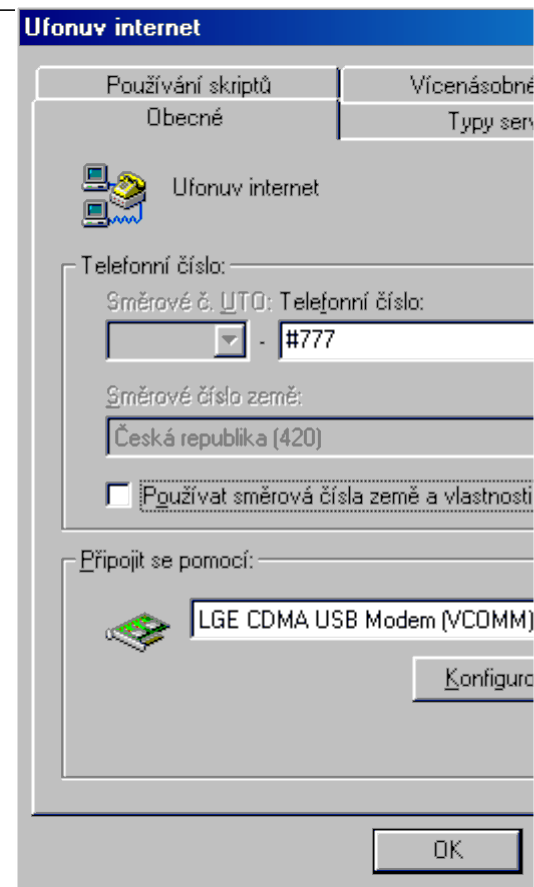 Ufonuv internet
Používání skriptů
Vícenásobné
Obecné
Typy serv
Ufonuv internet
Telefonní číslo:
Směrové č. UTO: Telefonní číslo:
- #777
Směrové číslo země:
Česká republika (420)
Používat směrová čísla země a vlastnosti
Připojit se pomocí:
LGE CDMA USB Modem (VCOMM)
Konfiguro
OK